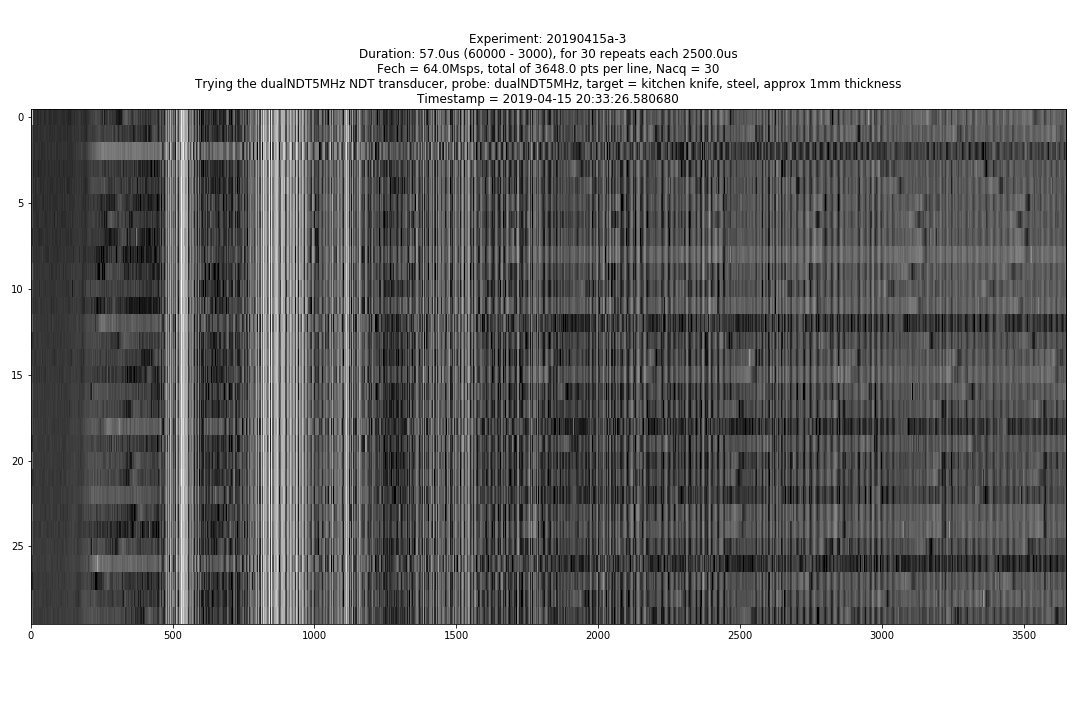 Experiment: 20190415a-3
Duration: 57.0us (60000 - 3000), for 30 repeats each 2500.0us
Fech = 64.0Msps, total of 3648.0 pts per line, Nacq = 30
Trying the dualNDT5MHz NDT transducer, probe: dualNDT5MHz, target = kitchen knife, steel, approx 1mm thickness
Timestamp = 2019-04-15 20:33:26.580680
0
5
10
15
20
25
0 500 1000 1500 2000 2500 3000 3500